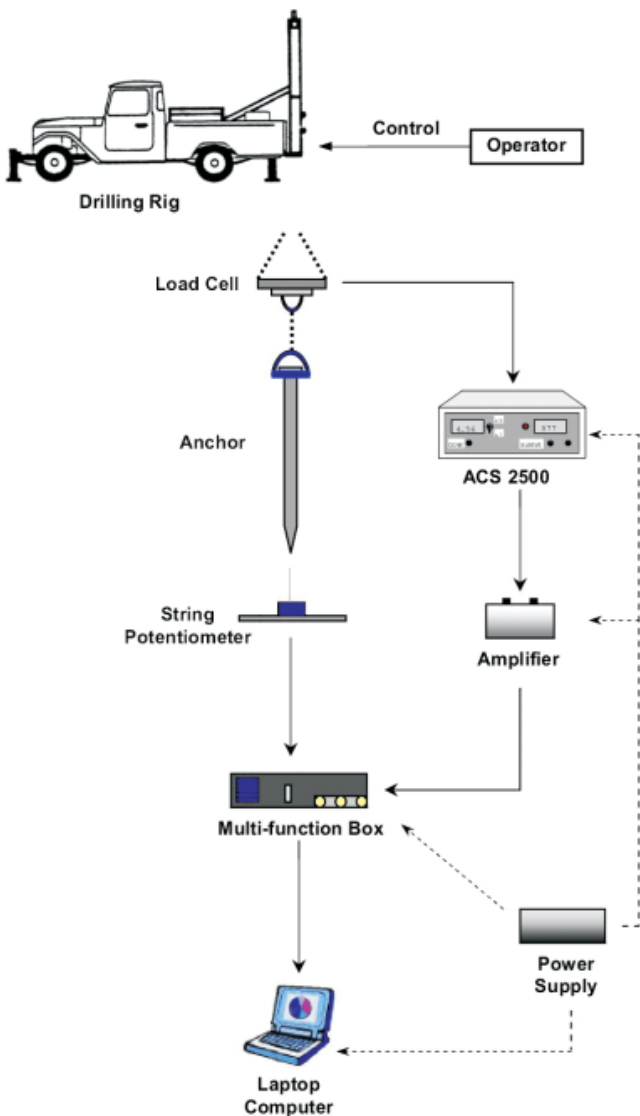 Control
Operator
Drilling Rig
Load Cell
Anchor
ACS 2500
String
Potentiometer
Amplifier
Multi-function Box
Power
Supply
Laptop
Computer